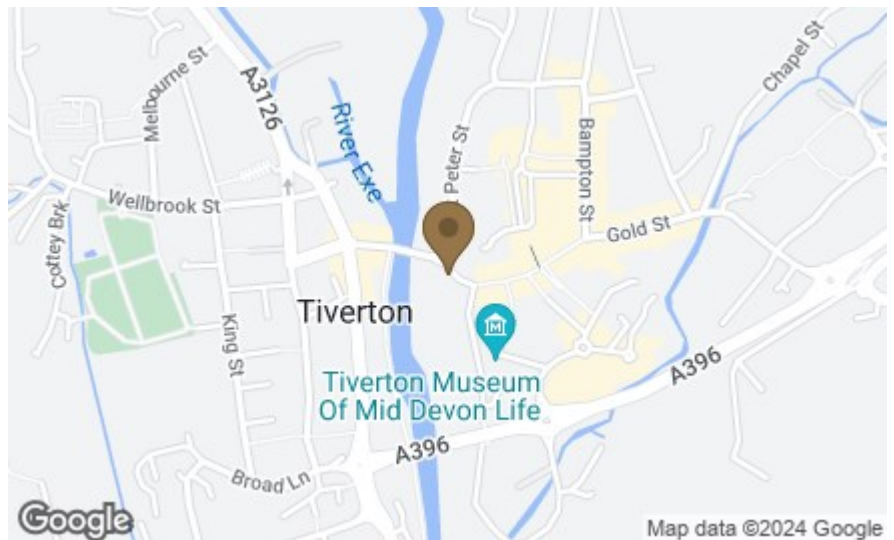 Melbourne St
A3126
River Exe
Peter St
Bampton St
Chapel St
Wellbrook St
Cottey Brk
Gold St
King St
Tiverton
M
Tiverton Museum
Of Mid Devon Life
A396
A396
Broad Ln
Google
Map data ©2024 Google